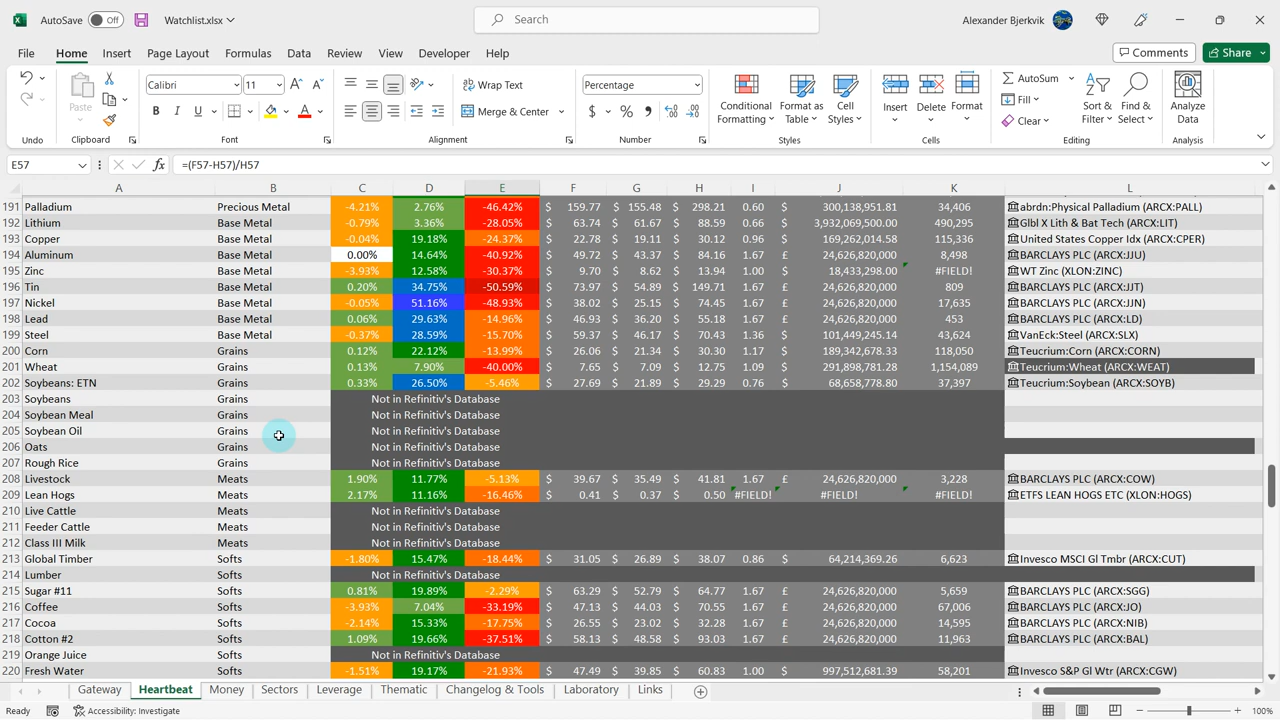 AutoSave Off Watchlist.xlsx Search Alexander Bjerkvik
File Home Insert Page Layout Formulas Data Review View Developer Help Comments Share
Calibri 11 Wrap Text Percentage AutoSum
Paste Merge & Center Conditional Formatting Format as Table Cell Styles Insert Delete Format Fill Sort & Filter Find & Select Analyze Data
Clear
Undo Clipboard Font Alignment Number Styles Cells Editing Analysis
E57 fx =(F57-H57)/H57
A B C D E F G H I J K L
191 Palladium Precious Metal -4.21% 2.76% -46.42% $ 159.77 $ 155.48 $ 298.21 0.60 $ 300,138,951.81 34,406 abrdn:Physical Palladium (ARCX:PALL)
192 Lithium Base Metal -0.79% 3.36% -28.05% $ 63.74 $ 61.67 $ 88.59 0.66 $ 3,932,069,500.00 490,295 Glbl X Lith & Bat Tech (ARCX:LIT)
193 Copper Base Metal -0.04% 19.18% -24.37% $ 22.78 $ 19.11 $ 30.12 0.96 $ 169,262,014.58 115,336 United States Copper Idx (ARCX:CPER)
194 Aluminum Base Metal 0.00% 14.64% -40.92% $ 49.72 $ 43.37 $ 84.16 1.67 £ 24,626,820,000 8,498 BARCLAYS PLC (ARCX:JJU)
195 Zinc Base Metal -3.93% 12.58% -30.37% $ 9.70 $ 8.62 $ 13.94 1.00 $ 18,433,298.00 #FIELD! WT Zinc (XLON:ZINC)
196 Tin Base Metal 0.20% 34.75% -50.59% $ 73.97 $ 54.89 $ 149.71 1.67 £ 24,626,820,000 809 BARCLAYS PLC (ARCX:JJT)
197 Nickel Base Metal -0.05% 51.16% -48.93% $ 38.02 $ 25.15 $ 74.45 1.67 £ 24,626,820,000 17,635 BARCLAYS PLC (ARCX:JJN)
198 Lead Base Metal 0.06% 29.63% -14.96% $ 46.93 $ 36.20 $ 55.18 1.67 £ 24,626,820,000 453 BARCLAYS PLC (ARCX:LD)
199 Steel Base Metal -0.37% 28.59% -15.70% $ 59.37 $ 46.17 $ 70.43 1.36 $ 101,449,245.14 43,624 VanEck:Steel (ARCX:SLX)
200 Corn Grains 0.12% 22.12% -13.99% $ 26.06 $ 21.34 $ 30.30 1.17 $ 189,342,678.33 118,050 Teucrium:Corn (ARCX:CORN)
201 Wheat Grains 0.13% 7.90% -40.00% $ 7.65 $ 7.09 $ 12.75 1.09 $ 291,898,781.28 1,154,089 Teucrium:Wheat (ARCX:WEAT)
202 Soybeans: ETN Grains 0.33% 26.50% -5.46% $ 27.69 $ 21.89 $ 29.29 0.76 $ 68,658,778.80 37,397 Teucrium:Soybean (ARCX:SOYB)
203 Soybeans Grains Not in Refinitiv's Database
204 Soybean Meal Grains Not in Refinitiv's Database
205 Soybean Oil Grains Not in Refinitiv's Database
206 Oats Grains Not in Refinitiv's Database
207 Rough Rice Grains Not in Refinitiv's Database
208 Livestock Meats 1.90% 11.77% -5.13% $ 39.67 $ 35.49 $ 41.81 1.67 £ 24,626,820,000 3,228 BARCLAYS PLC (ARCX:COW)
209 Lean Hogs Meats 2.17% 11.16% -16.46% $ 0.41 $ 0.37 $ 0.50 #FIELD! #FIELD! #FIELD! ETFS LEAN HOGS ETC (XLON:HOGS)
210 Live Cattle Meats Not in Refinitiv's Database
211 Feeder Cattle Meats Not in Refinitiv's Database
212 Class III Milk Meats Not in Refinitiv's Database
213 Global Timber Softs -1.80% 15.47% -18.44% $ 31.05 $ 26.89 $ 38.07 0.86 $ 64,214,369.26 6,623 Invesco MSCI Gl Tmbr (ARCX:CUT)
214 Lumber Softs Not in Refinitiv's Database
215 Sugar #11 Softs 0.81% 19.89% -2.29% $ 63.29 $ 52.79 $ 64.77 1.67 £ 24,626,820,000 5,659 BARCLAYS PLC (ARCX:SGG)
216 Coffee Softs -3.93% 7.04% -33.19% $ 47.13 $ 44.03 $ 70.55 1.67 £ 24,626,820,000 67,006 BARCLAYS PLC (ARCX:JO)
217 Cocoa Softs -2.14% 15.33% -17.75% $ 26.55 $ 23.02 $ 32.28 1.67 £ 24,626,820,000 14,595 BARCLAYS PLC (ARCX:NIB)
218 Cotton #2 Softs 1.09% 19.66% -37.51% $ 58.13 $ 48.58 $ 93.03 1.67 £ 24,626,820,000 11,963 BARCLAYS PLC (ARCX:BAL)
219 Orange Juice Softs Not in Refinitiv's Database
220 Fresh Water Softs -1.51% 19.17% -21.93% $ 47.49 $ 39.85 $ 60.83 1.00 $ 997,512,681.39 58,201 Invesco S&P Gl Wtr (ARCX:CGW)
Gateway Heartbeat Money Sectors Leverage Thematic Changelog & Tools Laboratory Links
Ready Accessibility: Investigate 100%